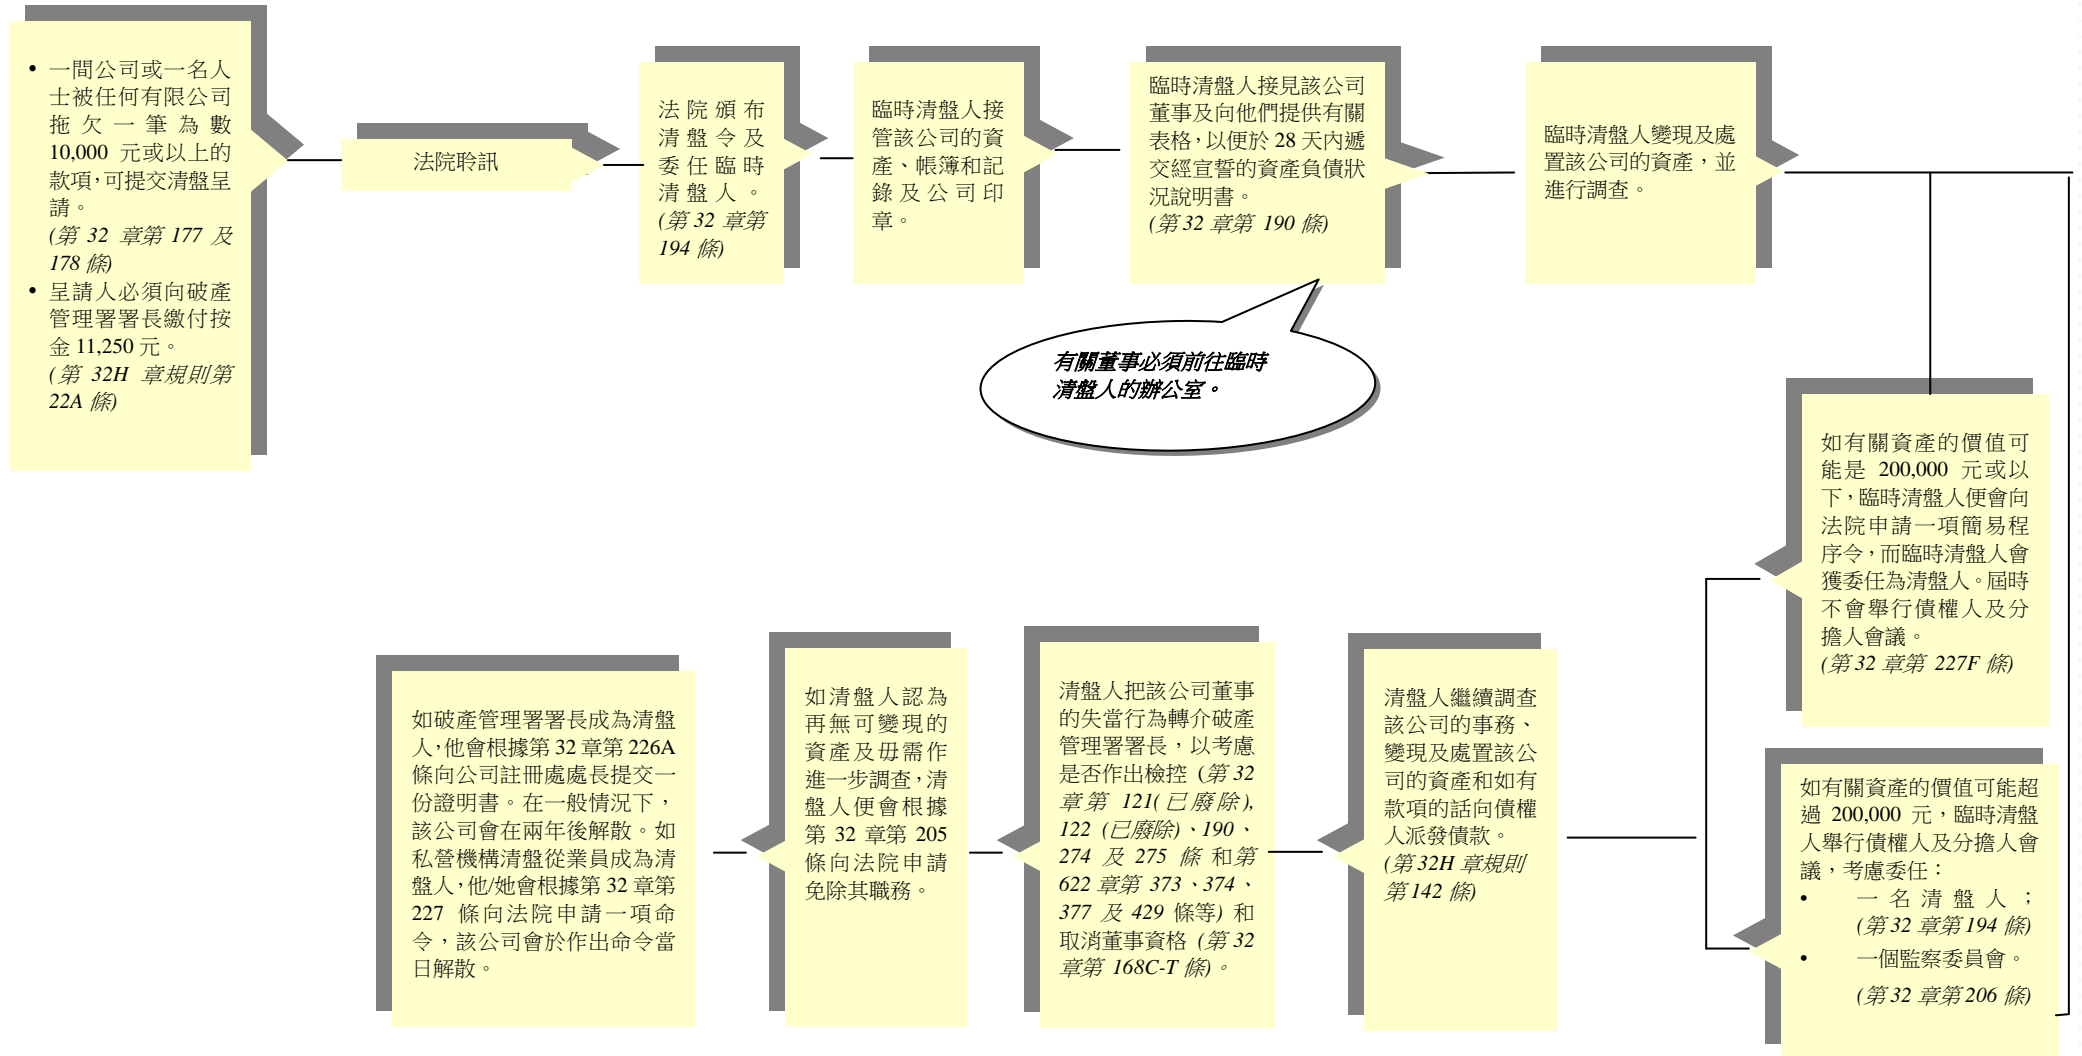 • 一間公司或一名人
士被任何有限公司
拖欠一筆為數
10,000 元或以上的
款項,可提交清盤呈
請。
(第 32 章第 177 及
178 條)
• 呈請人必須向破產
管理署署長繳付按
金 11,250 元。
(第 32H 章規則第
22A 條)
法院聆訊
法院頒布
清盤令及
委任臨時
清盤人。
(第 32 章第
194 條)
臨時清盤人接
管該公司的資
產、帳簿和記
錄及公司印
章。
臨時清盤人接見該公司
董事及向他們提供有關
表格,以便於 28 天內遞
交經宣誓的資產負債狀
況說明書。
(第 32 章第 190 條)
有關董事必須前往臨時
清盤人的辦公室。
臨時清盤人變現及處
置該公司的資產,並
進行調查。
如有關資產的價值可
能是 200,000 元或以
下,臨時清盤人便會向
法院申請一項簡易程
序令,而臨時清盤人會
獲委任為清盤人。屆時
不會舉行債權人及分
擔人會議。
(第 32 章第 227F 條)
如有關資產的價值可能超
過 200,000 元,臨時清盤
人舉行債權人及分擔人會
議,考慮委任:
• 一名清盤人;
(第 32 章第 194 條)
• 一個監察委員會。
(第 32 章第 206 條)
清盤人繼續調查
該公司的事務、
變現及處置該公
司的資產和如有
款項的話向債權
人派發債款。
(第 32H 章規則
第 142 條)
清盤人把該公司董事
的失當行為轉介破產
管理署署長,以考慮
是否作出檢控 (第 32
章第 121(已廢除),
122 (已廢除)、190、
274 及 275 條和第
622 章第 373、374、
377 及 429 條等) 和
取消董事資格 (第 32
章第 168C-T 條)。
如清盤人認為
再無可變現的
資產及毋需作
進一步調查,清
盤人便會根據
第 32 章第 205
條向法院申請
免除其職務。
如破產管理署署長成為清盤
人,他會根據第 32 章第 226A
條向公司註冊處處長提交一
份證明書。在一般情況下,
該公司會在兩年後解散。如
私營機構清盤從業員成為清
盤人,他/她會根據第 32 章第
227 條向法院申請一項命
令,該公司會於作出命令當
日解散。